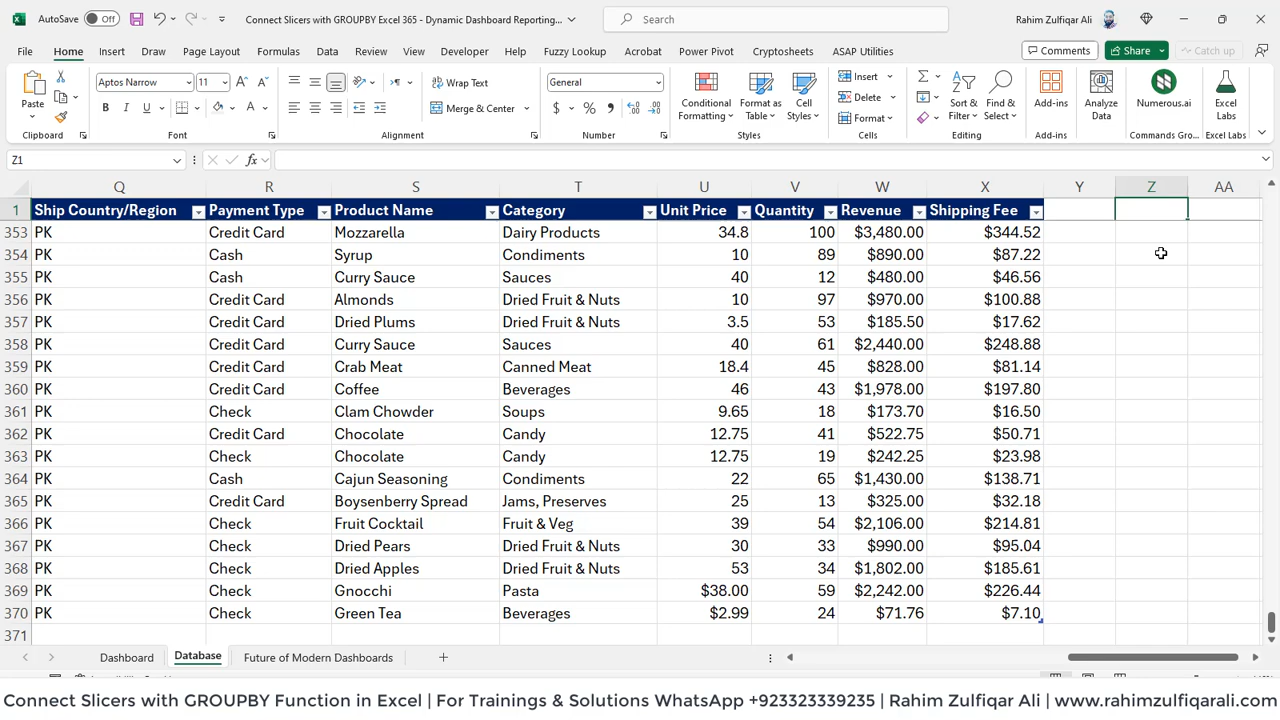 AutoSave Off Connect Slicers with GROUPBY Excel 365 - Dynamic Dashboard Reporting... Search Rahim Zulfiqar Ali
File Home Insert Draw Page Layout Formulas Data Review View Developer Help Fuzzy Lookup Acrobat Power Pivot Cryptosheets ASAP Utilities Comments Share Catch up
Paste Aptos Narrow 11 Wrap Text General Conditional Formatting Format as Table Cell Styles Insert Sort & Filter Find & Select Add-ins Analyze Data Numerous.ai Excel Labs
B I U Merge & Center $ % Delete
Format
Clipboard Font Alignment Number Styles Cells Editing Add-ins Commands Gro... Excel Labs
Z1 fx
Q R S T U V W X Y Z AA
1 Ship Country/Region Payment Type Product Name Category Unit Price Quantity Revenue Shipping Fee
353 PK Credit Card Mozzarella Dairy Products 34.8 100 $3,480.00 $344.52
354 PK Cash Syrup Condiments 10 89 $890.00 $87.22
355 PK Cash Curry Sauce Sauces 40 12 $480.00 $46.56
356 PK Credit Card Almonds Dried Fruit & Nuts 10 97 $970.00 $100.88
357 PK Credit Card Dried Plums Dried Fruit & Nuts 3.5 53 $185.50 $17.62
358 PK Credit Card Curry Sauce Sauces 40 61 $2,440.00 $248.88
359 PK Credit Card Crab Meat Canned Meat 18.4 45 $828.00 $81.14
360 PK Credit Card Coffee Beverages 46 43 $1,978.00 $197.80
361 PK Check Clam Chowder Soups 9.65 18 $173.70 $16.50
362 PK Credit Card Chocolate Candy 12.75 41 $522.75 $50.71
363 PK Check Chocolate Candy 12.75 19 $242.25 $23.98
364 PK Cash Cajun Seasoning Condiments 22 65 $1,430.00 $138.71
365 PK Credit Card Boysenberry Spread Jams, Preserves 25 13 $325.00 $32.18
366 PK Check Fruit Cocktail Fruit & Veg 39 54 $2,106.00 $214.81
367 PK Check Dried Pears Dried Fruit & Nuts 30 33 $990.00 $95.04
368 PK Check Dried Apples Dried Fruit & Nuts 53 34 $1,802.00 $185.61
369 PK Check Gnocchi Pasta $38.00 59 $2,242.00 $226.44
370 PK Check Green Tea Beverages $2.99 24 $71.76 $7.10
371
Dashboard Database Future of Modern Dashboards
Connect Slicers with GROUPBY Function in Excel | For Trainings & Solutions WhatsApp +923323339235 | Rahim Zulfiqar Ali | www.rahimzulfiqarali.com